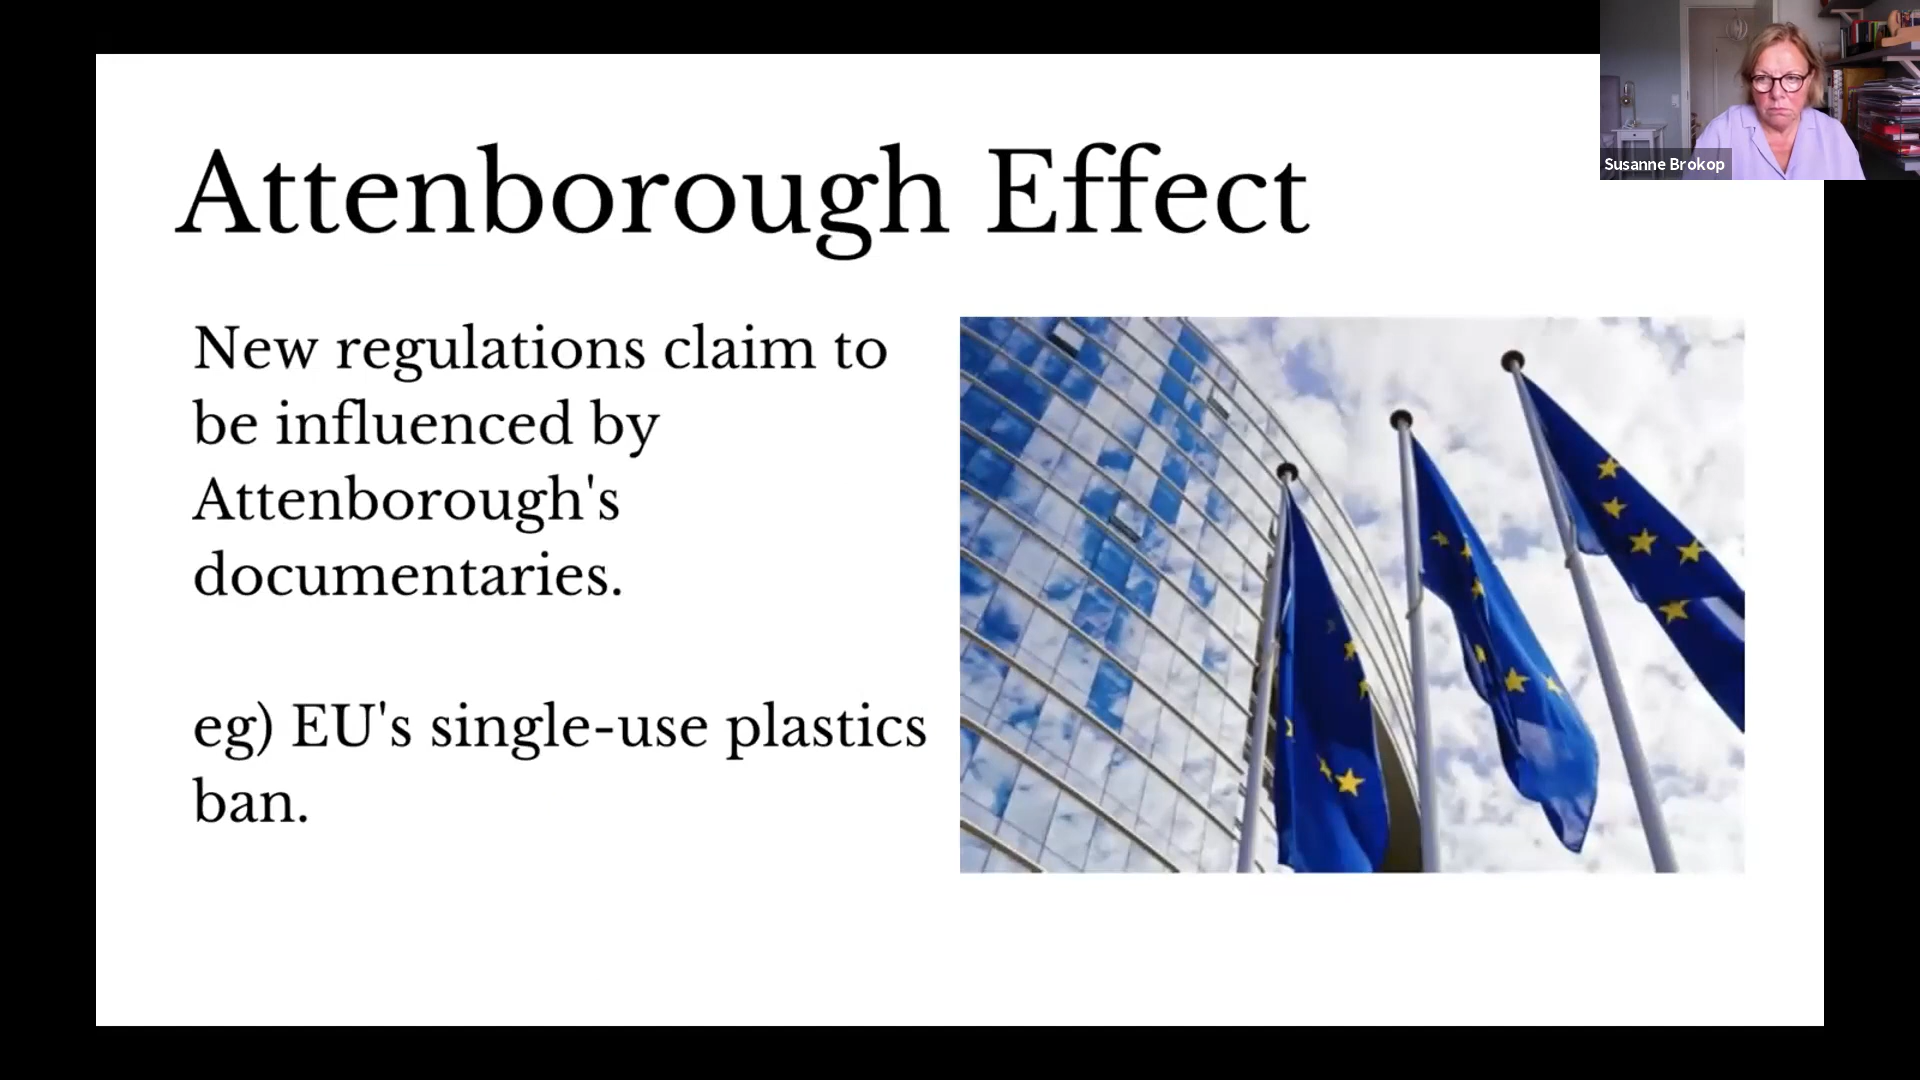 Attenborough Effect
New regulations claim to
be influenced by
Attenborough's
documentaries.
eg) EU's single-use plastics
ban.
Susanne Brokop